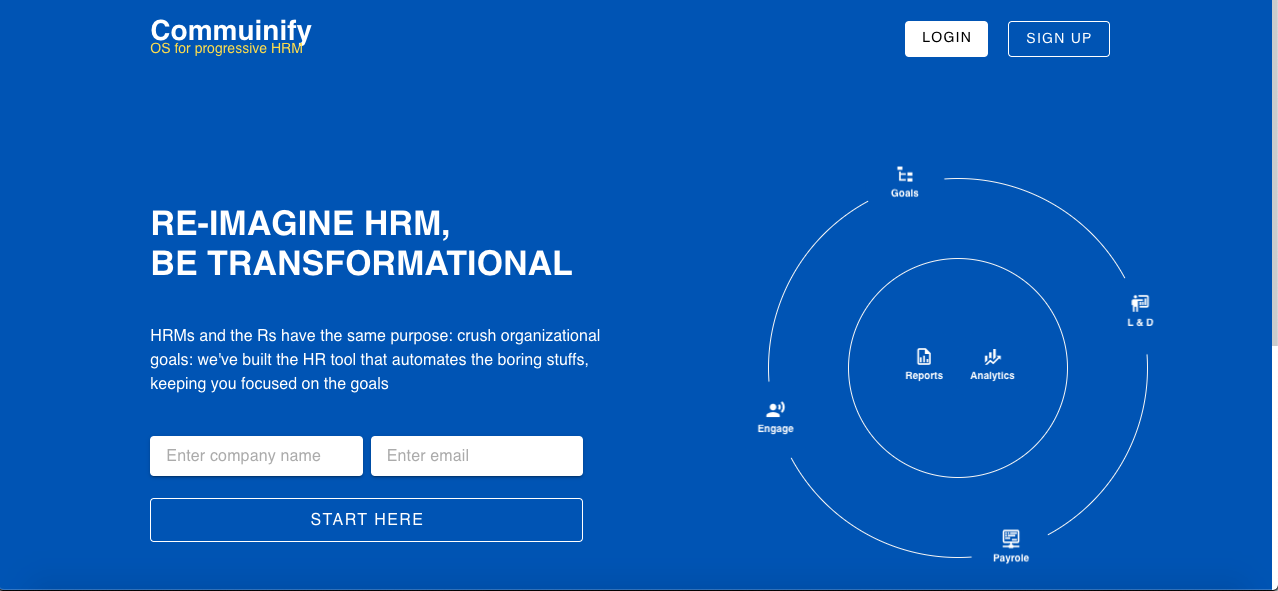 Commuinify
OS for progressive HRM
LOGIN
SIGN UP
RE-IMAGINE HRM,
BE TRANSFORMATIONAL
HRMs and the Rs have the same purpose: crush organizational
goals: we've built the HR tool that automates the boring stuffs,
keeping you focused on the goals
Enter company name
Enter email
START HERE
Goals
L & D
Reports
Analytics
Engage
Payrole